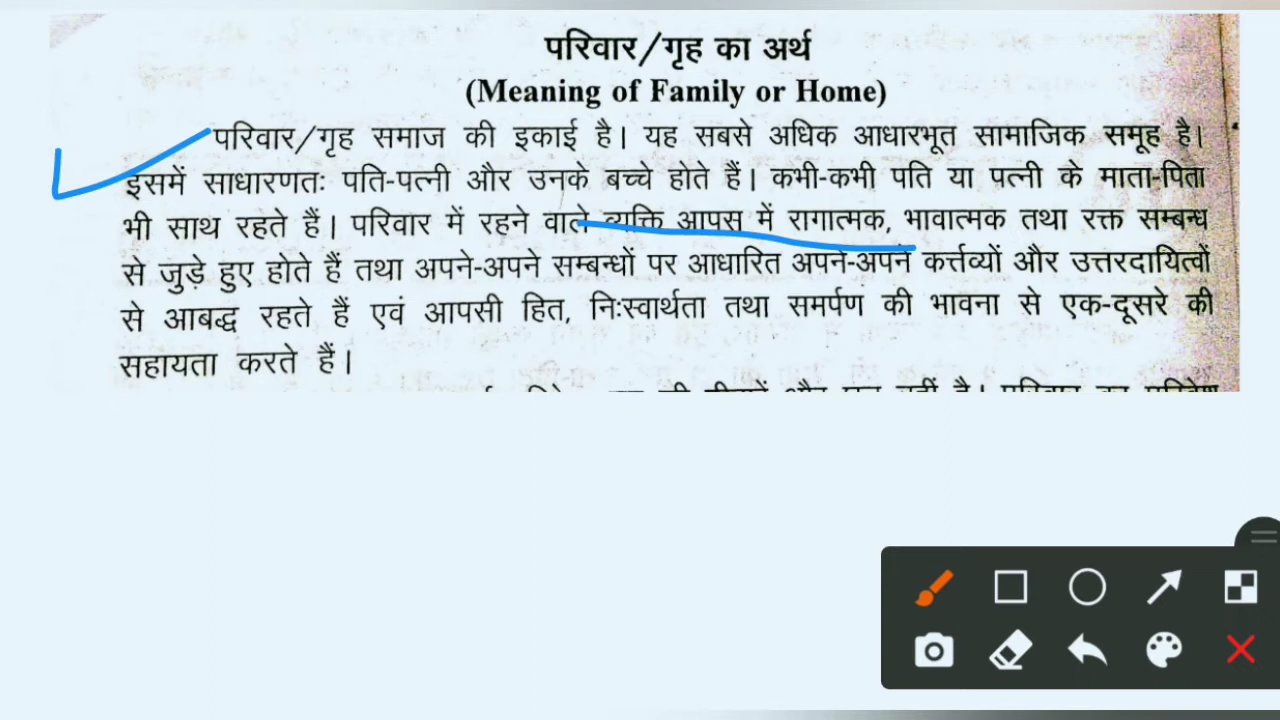 परिवार/गृह का अर्थ
(Meaning of Family or Home)
परिवार/गृह समाज की इकाई है। यह सबसे अधिक आधारभूत सामाजिक समूह है।
इसमें साधारणतः पति-पत्नी और उनके बच्चे होते हैं। कभी-कभी पति या पत्नी के माता-पिता
भी साथ रहते हैं। परिवार में रहने वाले व्यक्ति आपस में रागात्मक, भावात्मक तथा रक्त सम्बन्ध
से जुड़े हुए होते हैं तथा अपने-अपने सम्बन्धों पर आधारित अपने-अपने कर्त्तव्यों और उत्तरदायित्वों
से आबद्ध रहते हैं एवं आपसी हित, निःस्वार्थता तथा समर्पण की भावना से एक-दूसरे की
सहायता करते हैं।